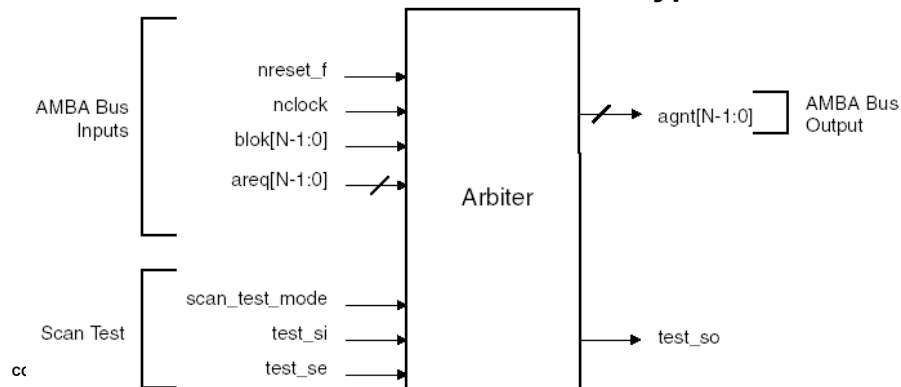 nreset_f
nclock
blok[N-1:0]
areq[N-1:0]
AMBA Bus
Inputs
Arbiter
agnt[N-1:0]
AMBA Bus
Output
scan_test_mode
test_si
test_se
Scan Test
test_so